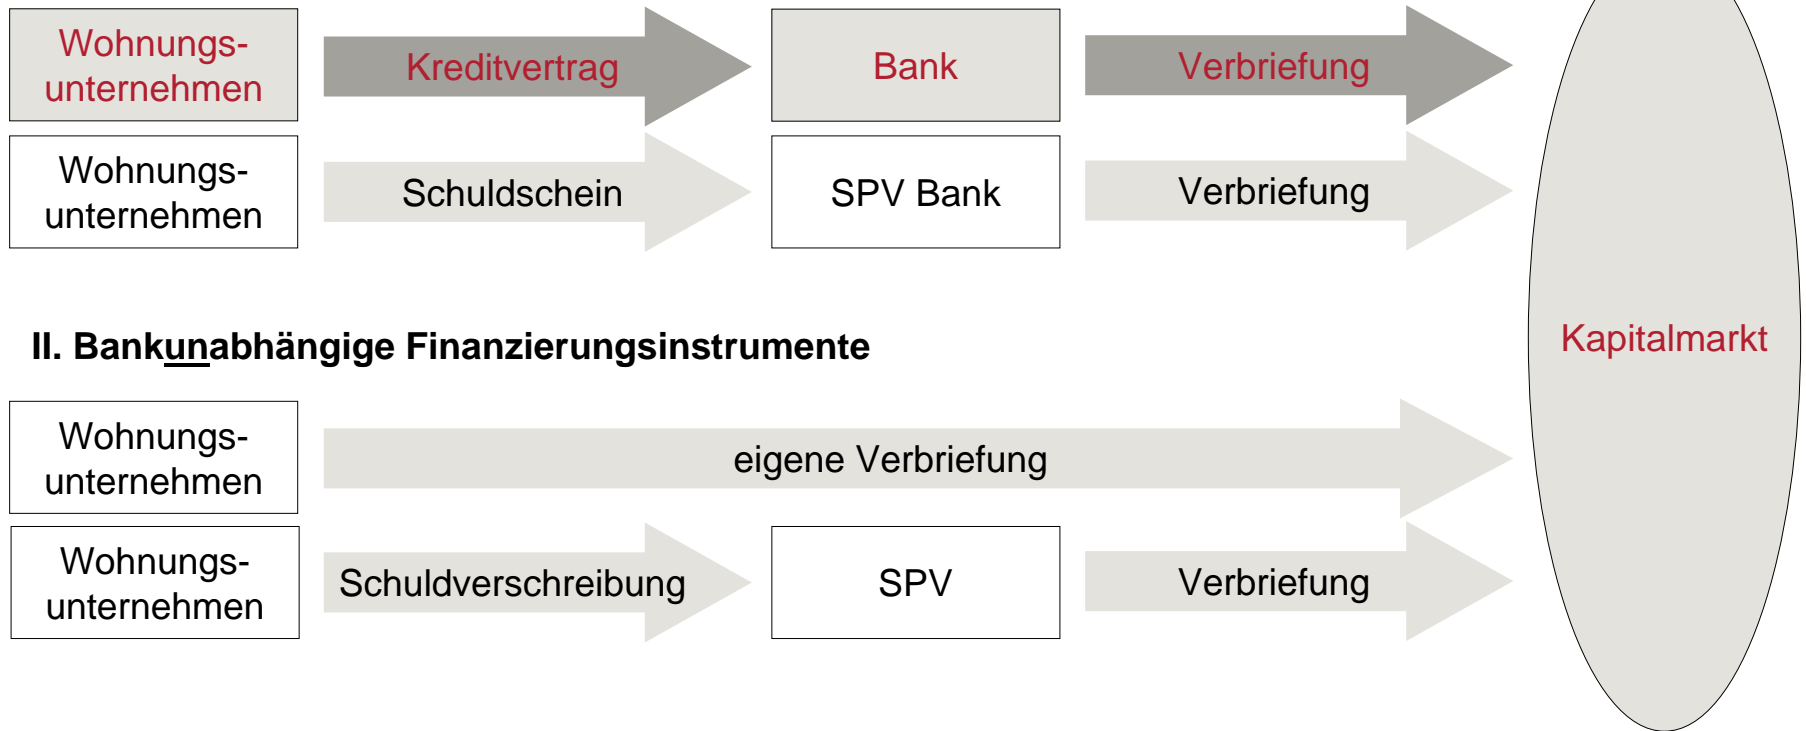 Wohnungs-
unternehmen
Kreditvertrag
Bank
Verbriefung
Wohnungs-
unternehmen
Schuldschein
SPV Bank
Verbriefung
Kapitalmarkt
II. Bankunabhängige Finanzierungsinstrumente
Wohnungs-
unternehmen
eigene Verbriefung
Wohnungs-
unternehmen
Schuldverschreibung
SPV
Verbriefung